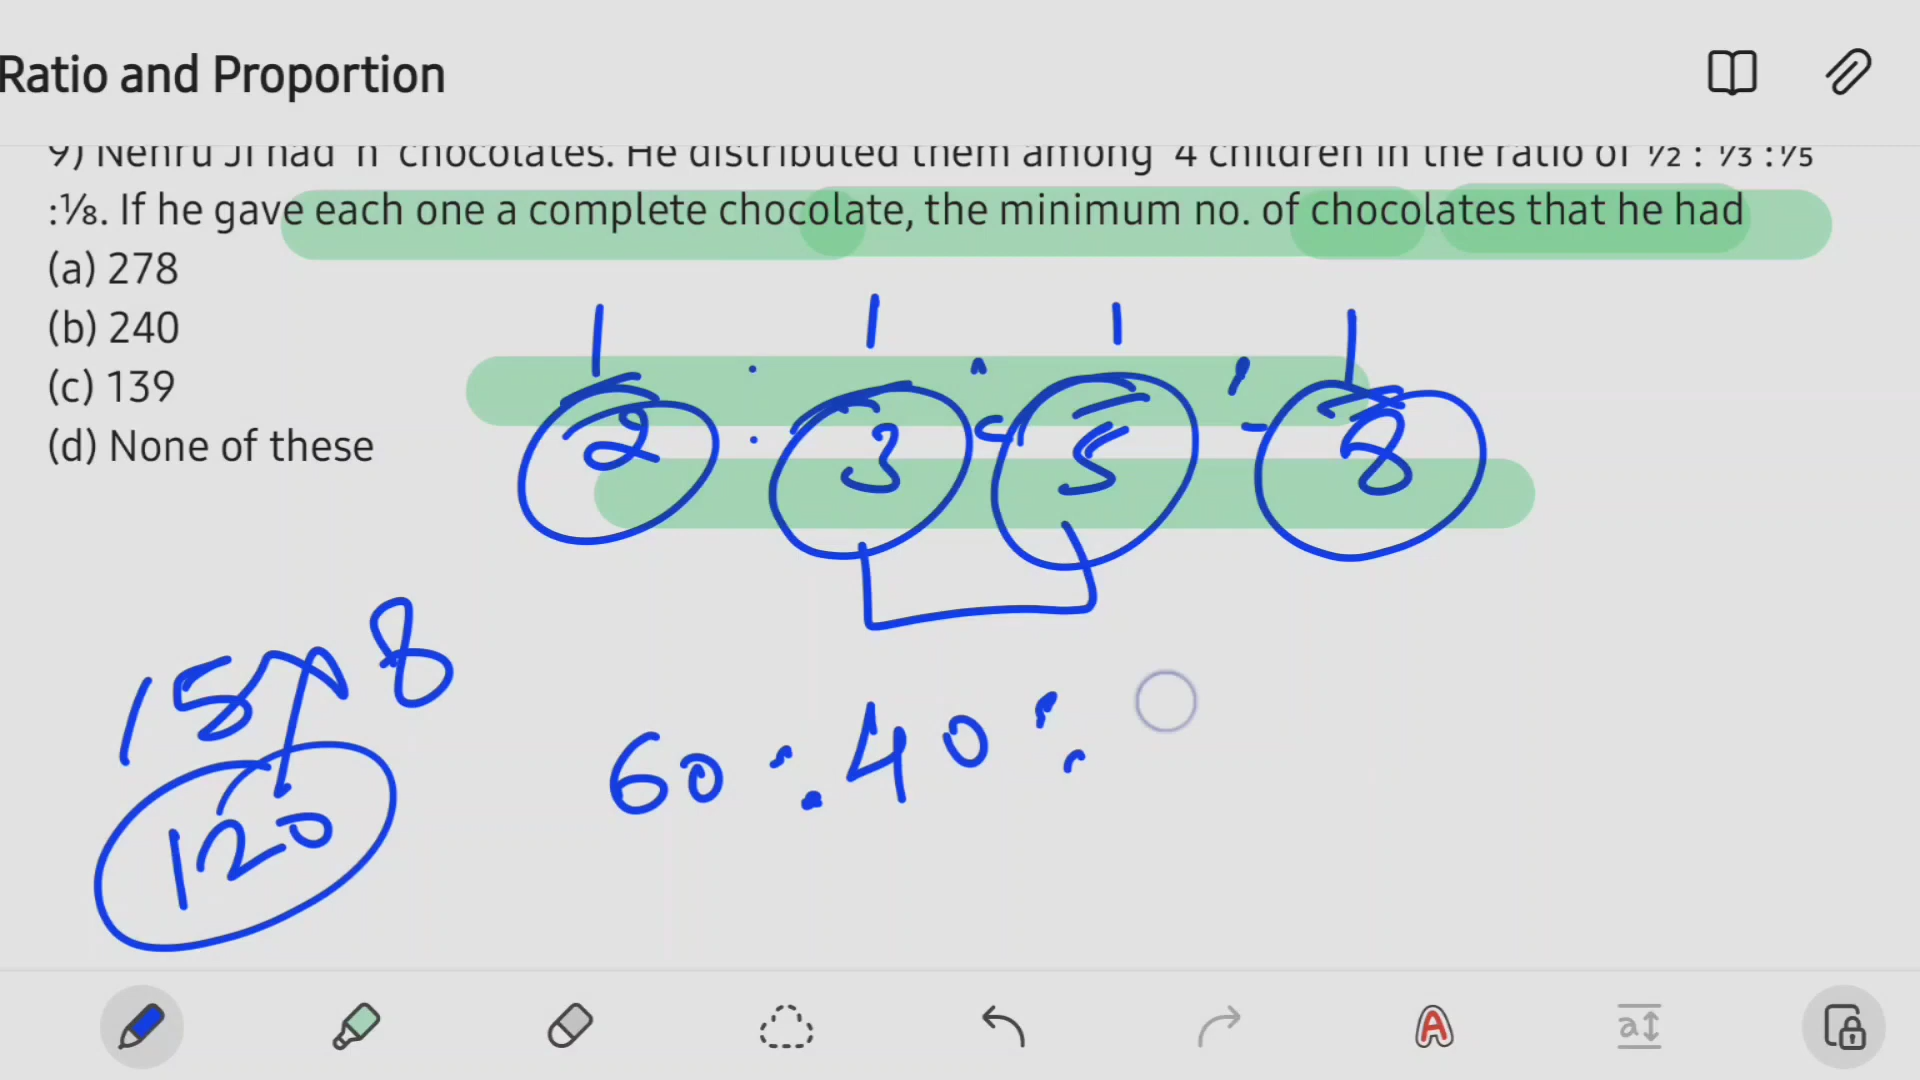 Ratio and Proportion
9) Nehru Ji had 'n' chocolates. He distributed them among 4 children in the ratio of ½ : ⅓ :⅕
:⅛. If he gave each one a complete chocolate, the minimum no. of chocolates that he had
(a) 278
(b) 240
(c) 139
(d) None of these
1 : 1 : 1 : 1
2 : 3 : 5 : 8
15 × 8
60 : 40 :
120
A
a